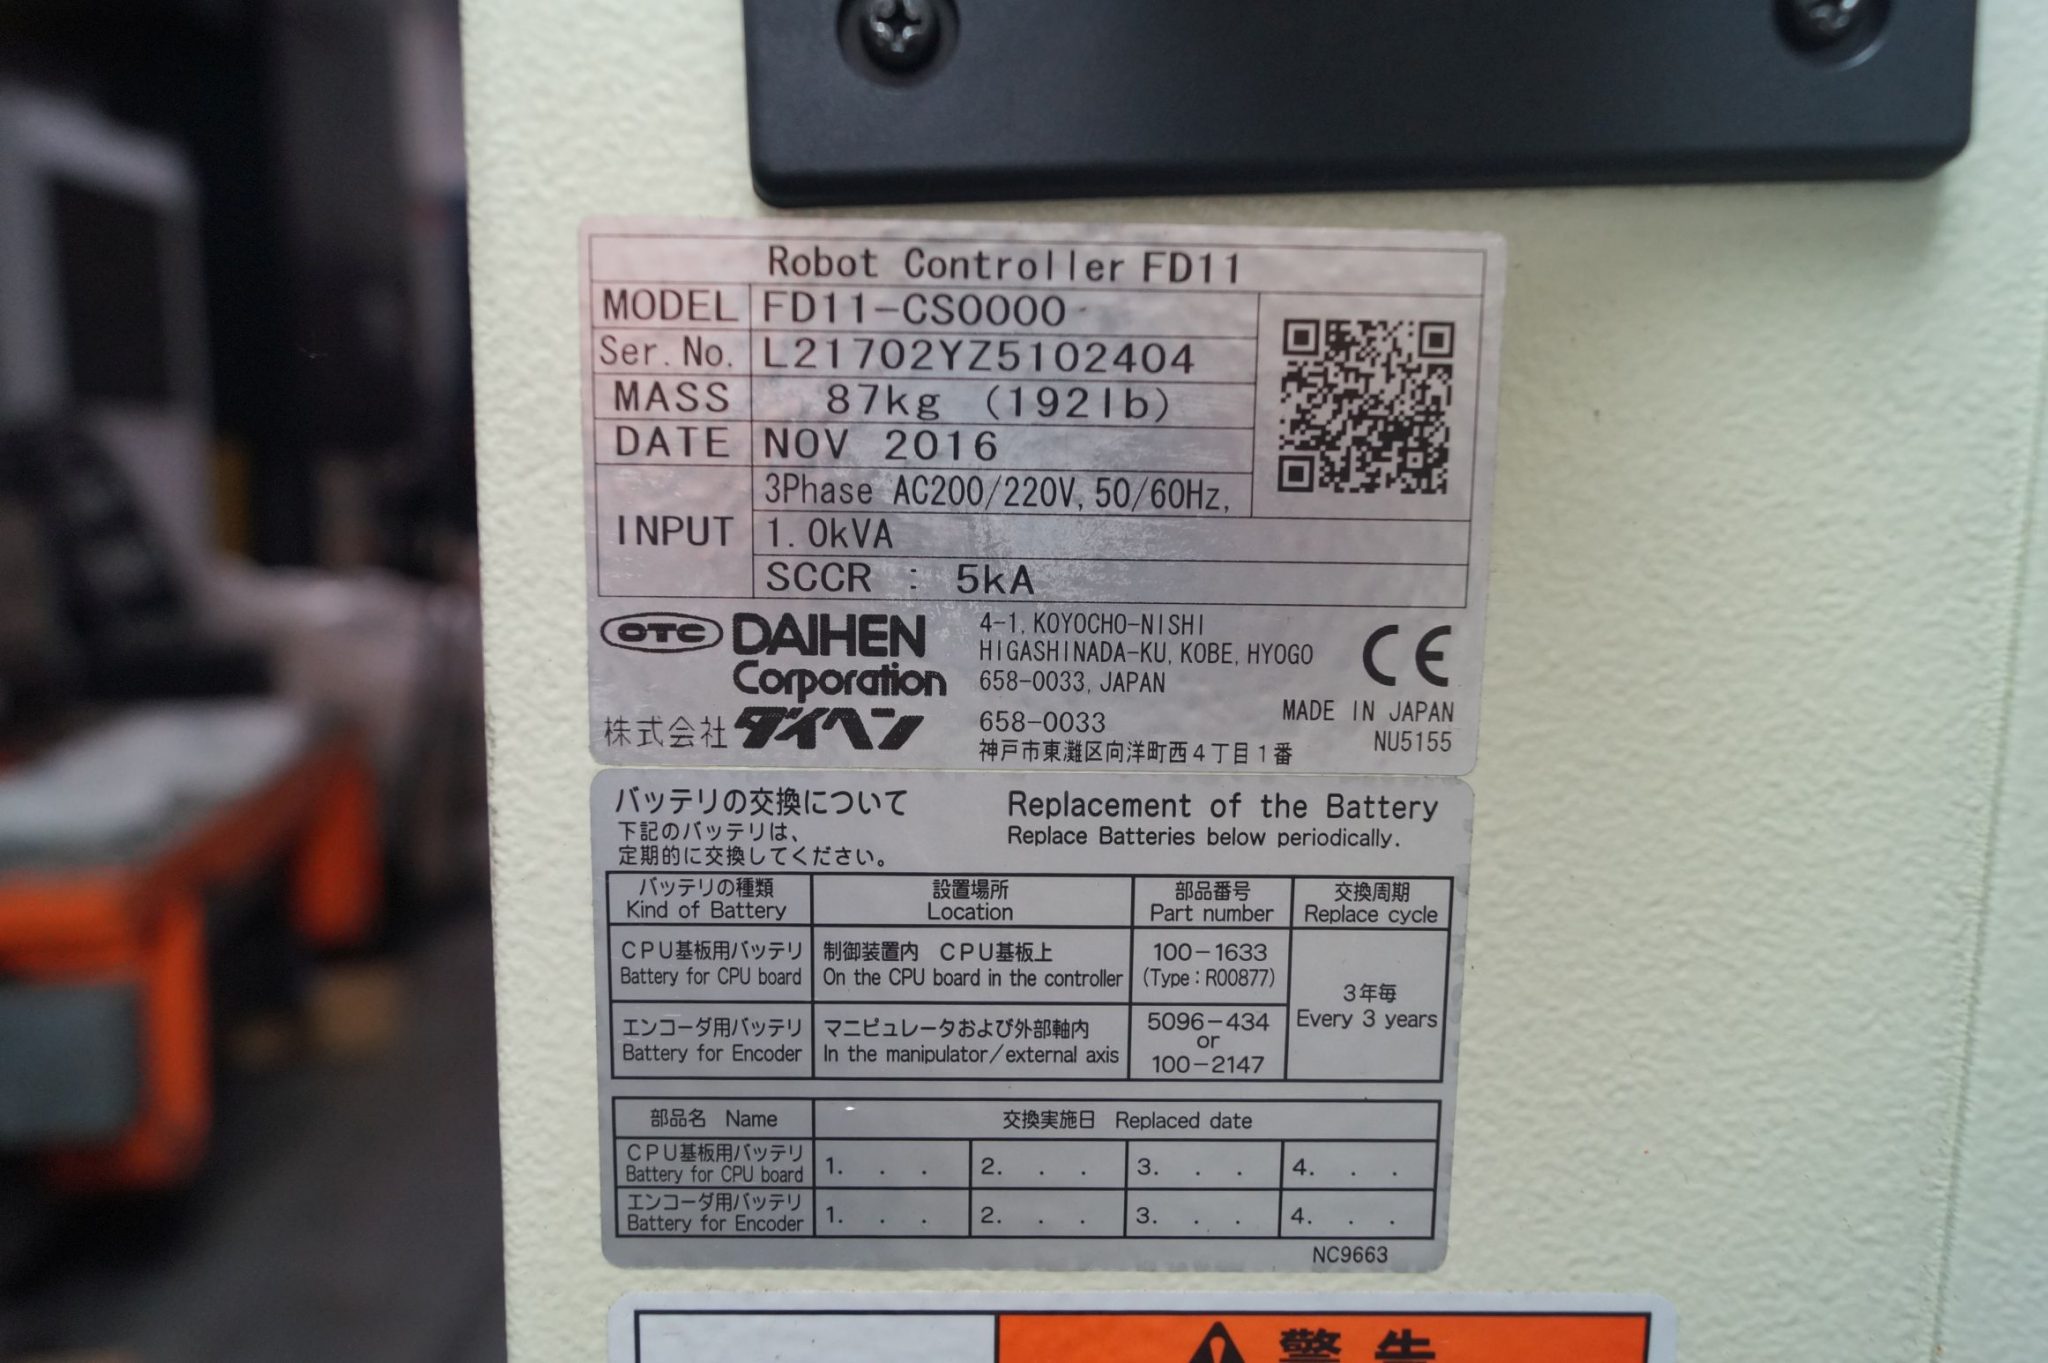 Robot Controller FD11
MODEL FD11-CS0000
Ser. No. L21702YZ5102404
MASS 87kg (192lb)
DATE NOV 2016
INPUT 3Phase AC200/220V, 50/60Hz,
1.0kVA
SCCR : 5kA
OTC DAIHEN
Corporation
株式会社ダイヘン
4-1, KOYOCHO-NISHI
HIGASHINADA-KU, KOBE, HYOGO
658-0033, JAPAN
658-0033
神戸市東灘区向洋町西4丁目1番
CE
MADE IN JAPAN
NU5155
バッテリの交換について
下記のバッテリは、
定期的に交換してください。
Replacement of the Battery
Replace Batteries below periodically.
バッテリの種類 設置場所 部品番号 交換周期
Kind of Battery Location Part number Replace cycle
CPU基板用バッテリ 制御装置内 CPU基板上 100-1633
Battery for CPU board On the CPU board in the controller (Type:R00877)
3年毎
Every 3 years
エンコーダ用バッテリ マニピュレータおよび外部軸内 5096-434
or
Battery for Encoder In the manipulator/external axis 100-2147
部品名 Name 交換実施日 Replaced date
CPU基板用バッテリ
Battery for CPU board 1. . . 2. . . 3. . . 4. . .
エンコーダ用バッテリ
Battery for Encoder 1. . . 2. . . 3. . . 4. . .
NC9663
警告